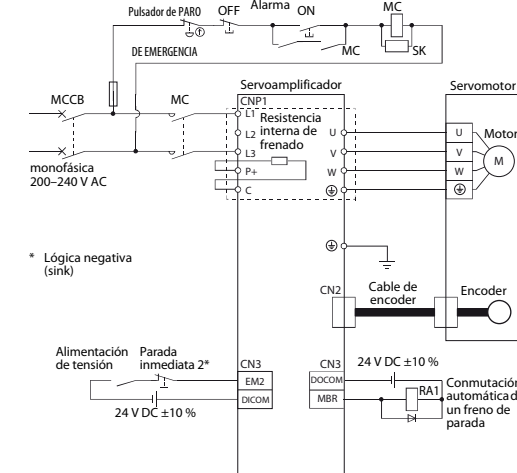 Pulsador de PARO
OFF
Alarma
ON
MC
DE EMERGENCIA
MC
SK
MCCB
MC
Servoamplificador
Servomotor
CNP1
L1
L2
L3
P+
C
Resistencia
interna de
frenado
U
V
W
U
V
W
Motor
M
monofásica
200–240 V AC
* Lógica negativa
(sink)
CN2
Cable de
encoder
Encoder
Alimentación
de tensión
Parada
inmediata 2*
24 V DC ±10 %
CN3
EM2
DICOM
CN3
DOCOM
MBR
24 V DC ±10 %
RA1
Conmutación
automática d
un freno de
parada